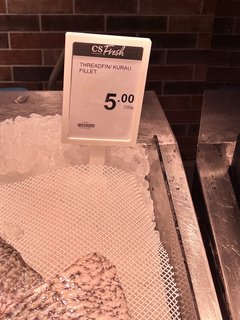 CS Fresh
THREADFIN/ KURAU
FILLET
5.00